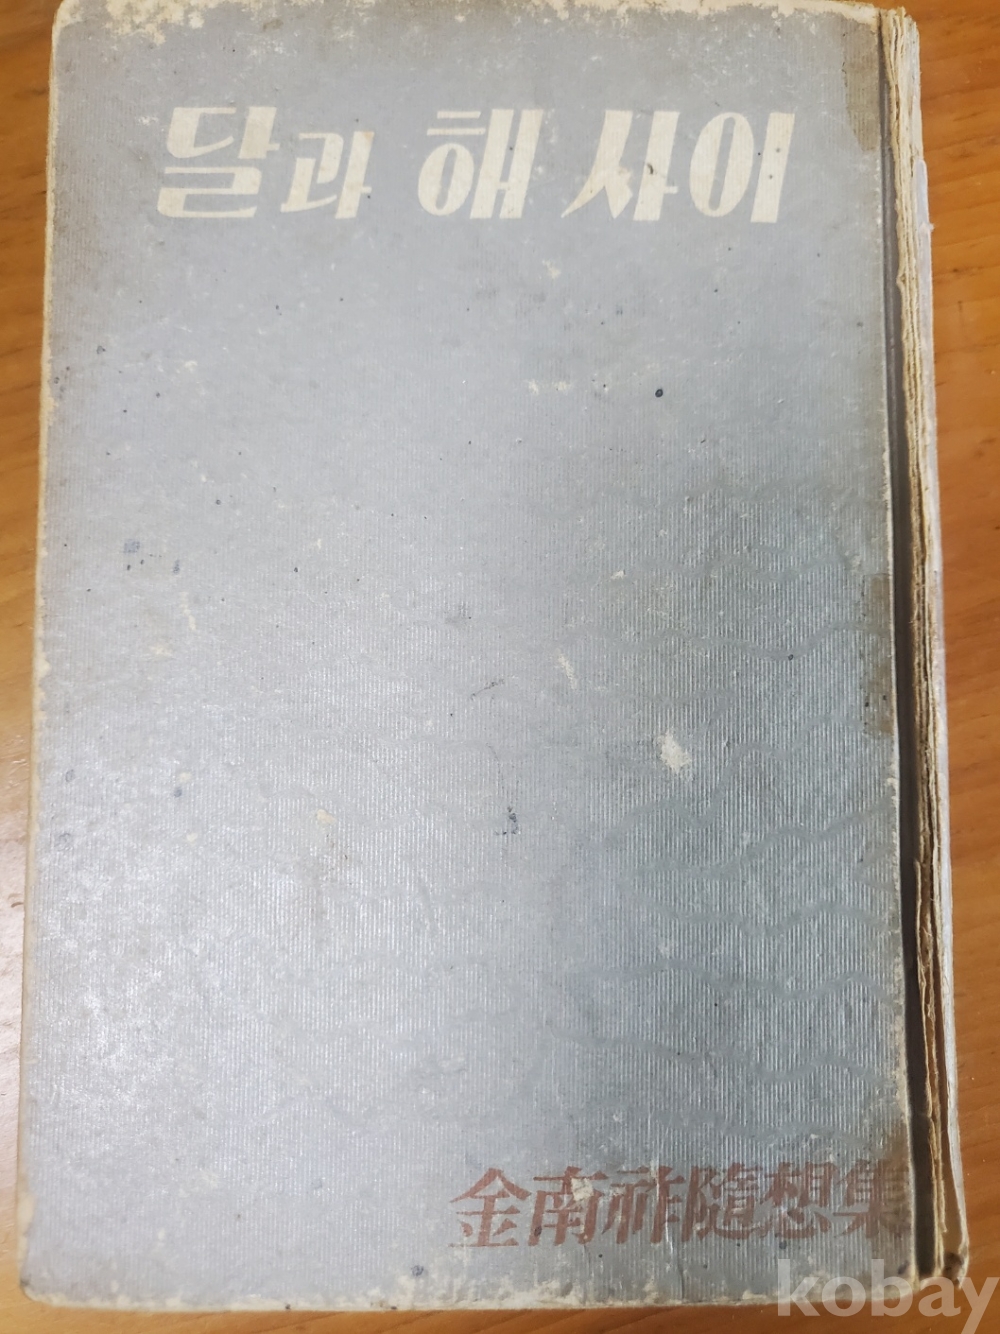 달과 해 사이
金南祚隨想集
kobay